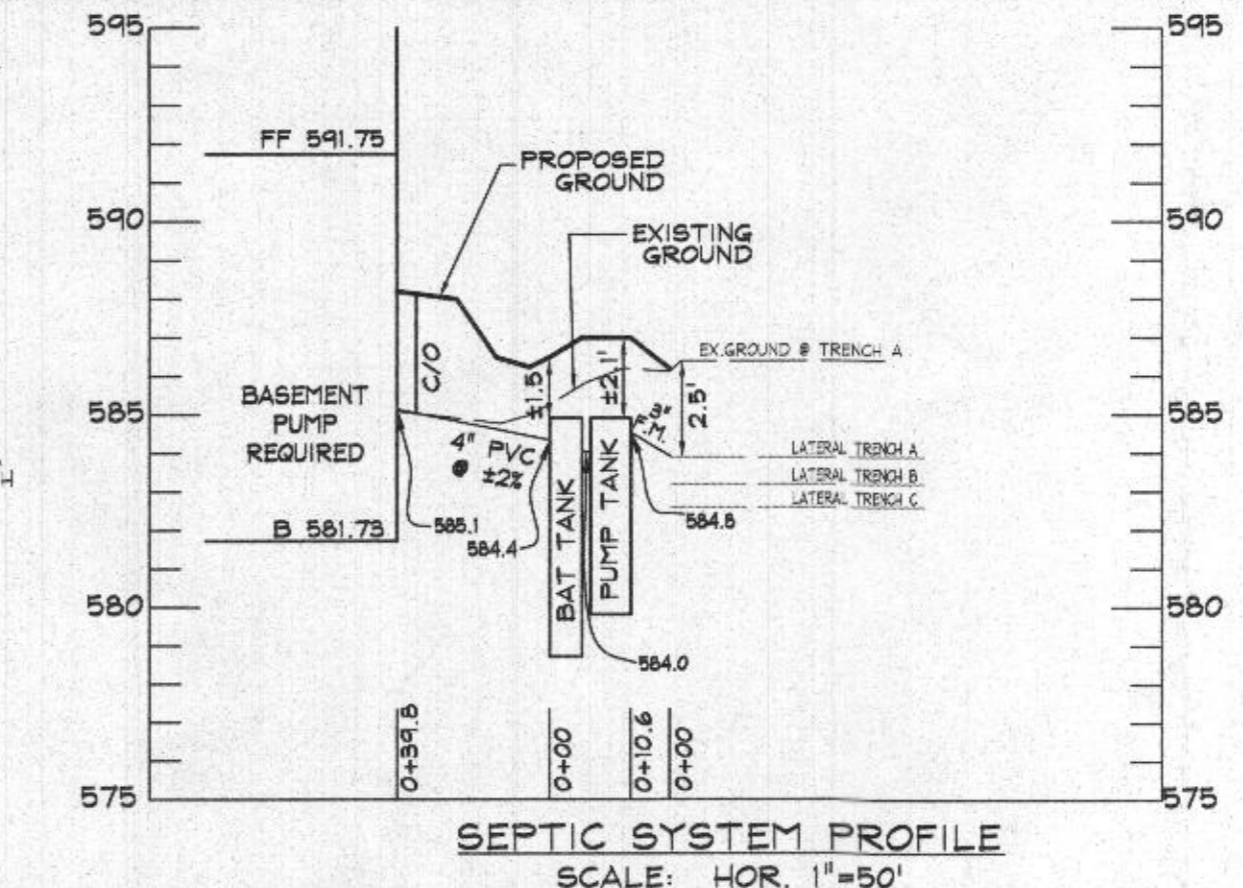 595
595
FF 591.75
PROPOSED
GROUND
590
590
EXISTING
GROUND
EX.GROUND @ TRENCH A
C/O
±1.5'
±2.1'
585
585
BASEMENT
PUMP
REQUIRED
4" PVC
@ ±2%
3"
F.M.
2.5'
LATERAL TRENCH A
LATERAL TRENCH B
LATERAL TRENCH C
B 581.73
585.1
584.4
584.5
BAT TANK
PUMP TANK
580
580
584.0
0+39.8
0+00
0+10.6
0+00
575
575
SEPTIC SYSTEM PROFILE
SCALE: HOR. 1"=50'